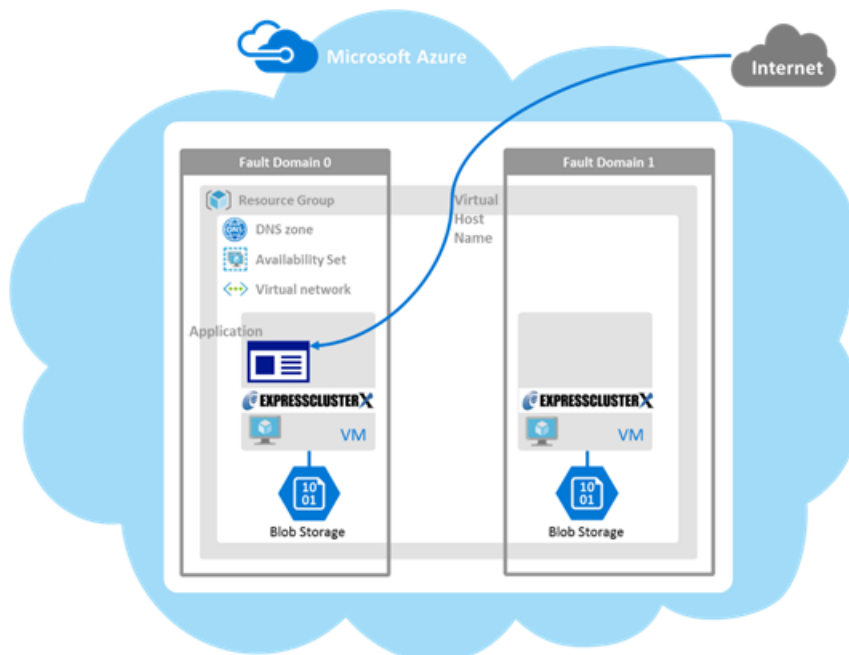 Microsoft Azure
Internet
Fault Domain 0
Fault Domain 1
Resource Group
Virtual
Host
Name
DNS zone
DNS
Availability Set
Virtual network
Application
EXPRESSCLUSTER X
EXPRESSCLUSTER X
VM
VM
10
01
10
01
Blob Storage
Blob Storage